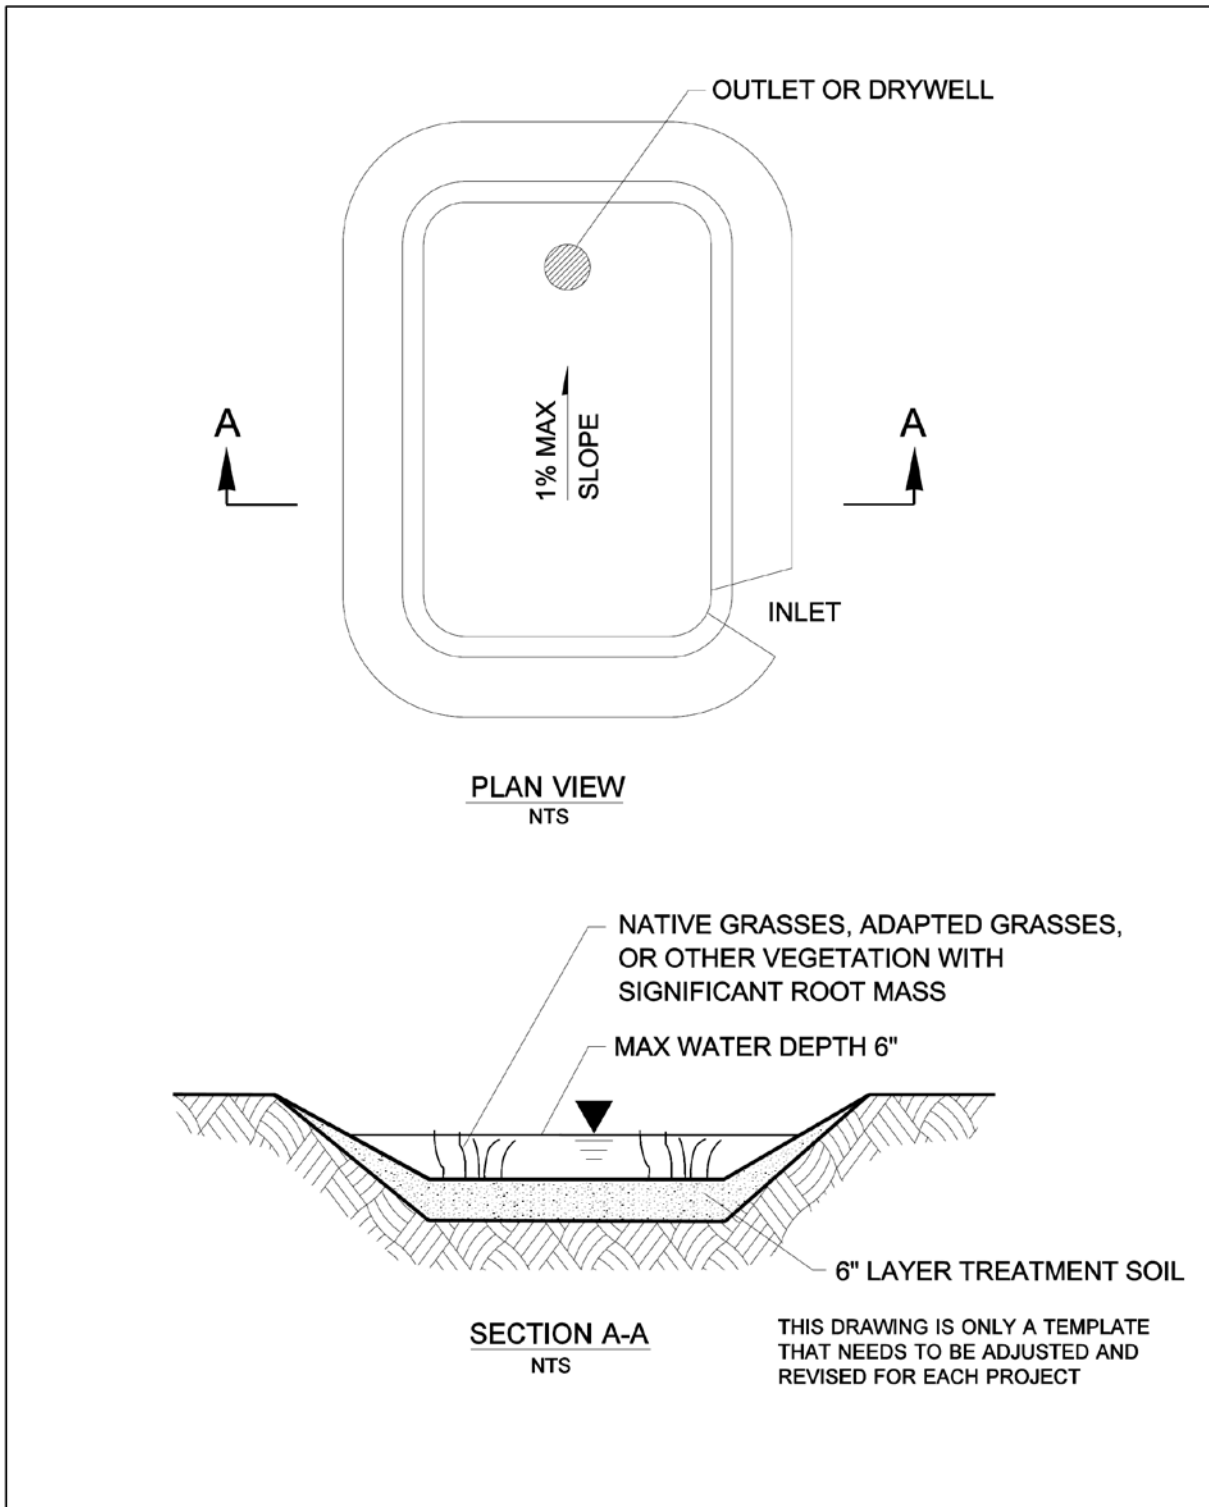 OUTLET OR DRYWELL
A
A
1% MAX
SLOPE
INLET
PLAN VIEW
NTS
NATIVE GRASSES, ADAPTED GRASSES,
OR OTHER VEGETATION WITH
SIGNIFICANT ROOT MASS
MAX WATER DEPTH 6"
6" LAYER TREATMENT SOIL
SECTION A-A
NTS
THIS DRAWING IS ONLY A TEMPLATE
THAT NEEDS TO BE ADJUSTED AND
REVISED FOR EACH PROJECT